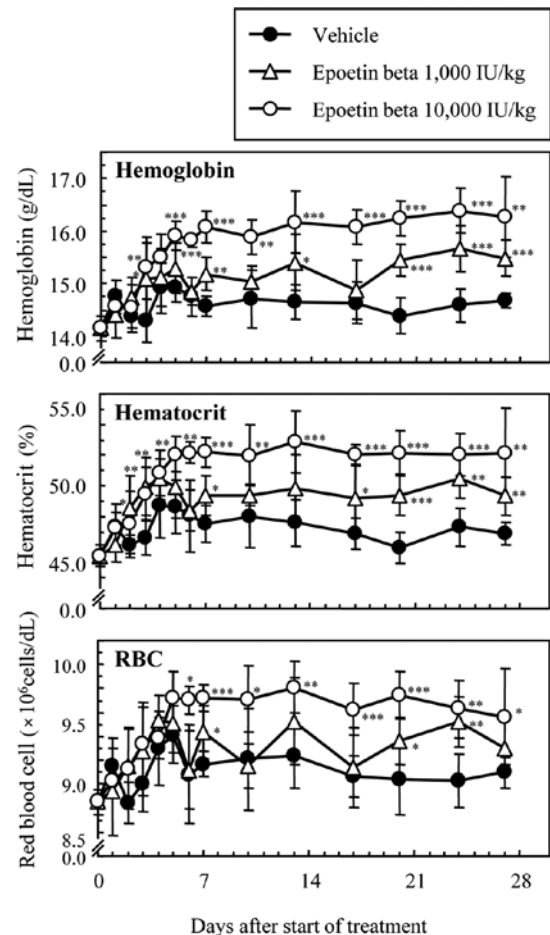 Vehicle
Epoetin beta 1,000 IU/kg
Epoetin beta 10,000 IU/kg
Hemoglobin
Hemoglobin (g/dL)
17.0
16.0
15.0
14.0
0.0
*** *** ** *** *** *** *** **
** * *** ** * *** *** ***
Hematocrit
Hematocrit (%)
55.0
50.0
45.0
0.0
** ** ** ** *** ** *** *** *** *** **
* * * *** ** **
RBC
Red blood cell (×10⁶cells/dL)
10.0
9.5
9.0
8.5
0.0
* *** * ** *** *** ** *
* * **
0 7 14 21 28
Days after start of treatment